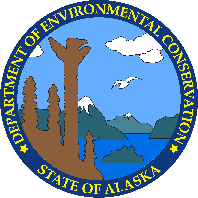 DEPARTMENT OF ENVIRONMENTAL CONSERVATION
STATE OF ALASKA